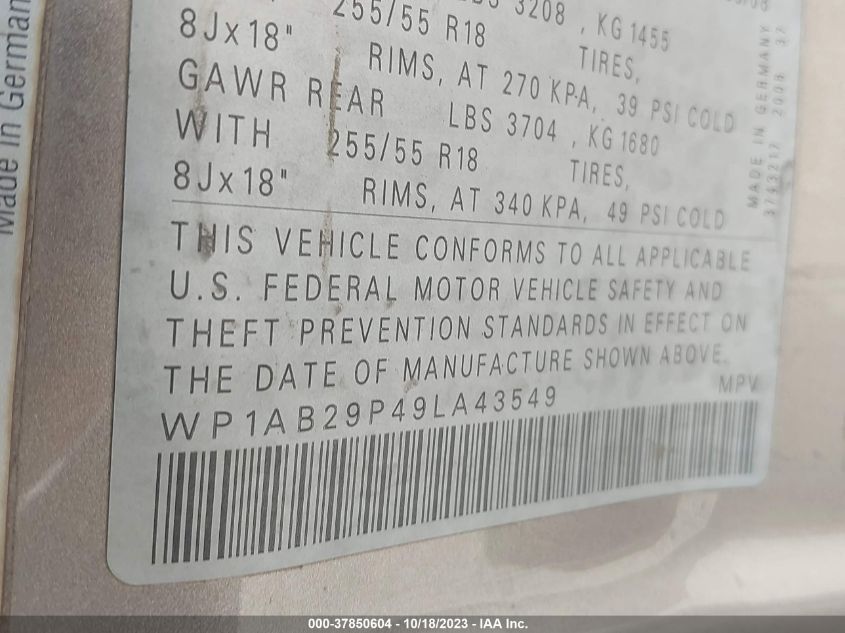 3208 , KG 1455
255/55 R18 TIRES,
8Jx18" RIMS, AT 270 KPA, 39 PSI COLD
GAWR REAR LBS 3704 , KG 1680
WITH 255/55 R18 TIRES,
8Jx18" RIMS, AT 340 KPA, 49 PSI COLD
THIS VEHICLE CONFORMS TO ALL APPLICABLE
U.S. FEDERAL MOTOR VEHICLE SAFETY AND
THEFT PREVENTION STANDARDS IN EFFECT ON
THE DATE OF MANUFACTURE SHOWN ABOVE.
WP1AB29P49LA43549 MPV
MADE IN GERMANY
2008 37
Made in German
000-37850604 - 10/18/2023 - IAA Inc.